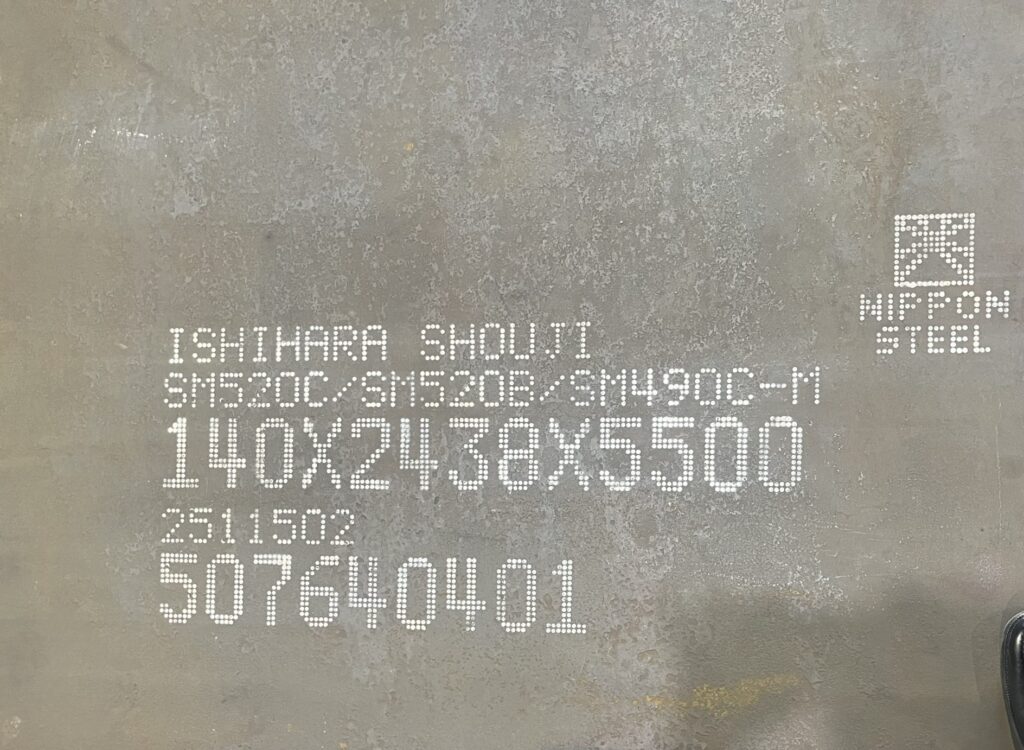 ISHIHARA SHOUJI
SM520C/SM520B/SM490C-M
140X2438X5500
2511502
507640401
NIPPON
STEEL